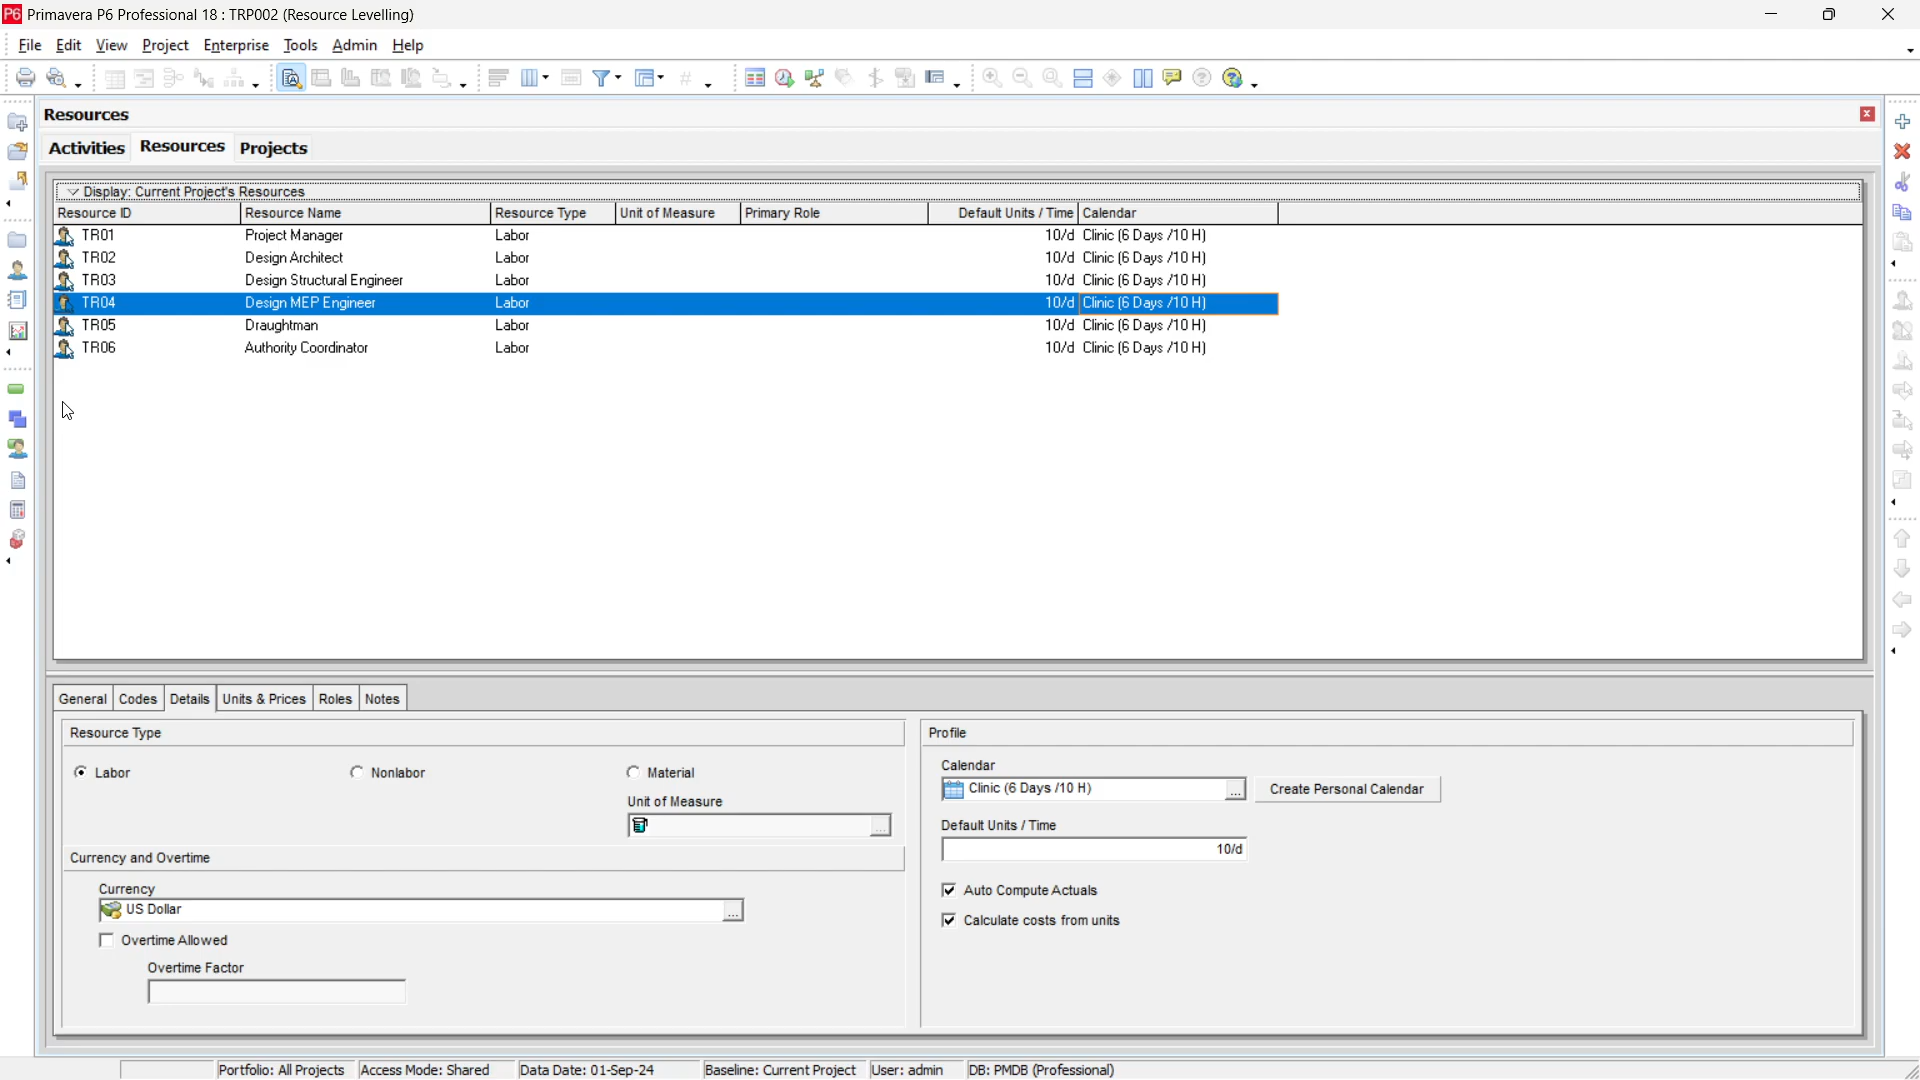 P6 Primavera P6 Professional 18 : TRP002 (Resource Levelling)
File Edit View Project Enterprise Tools Admin Help
Resources
Activities Resources Projects
Display: Current Project's Resources
Resource ID Resource Name Resource Type Unit of Measure Primary Role Default Units / Time Calendar
TR01 Project Manager Labor 10/d Clinic (6 Days /10 H)
TR02 Design Architect Labor 10/d Clinic (6 Days /10 H)
TR03 Design Structural Engineer Labor 10/d Clinic (6 Days /10 H)
TR04 Design MEP Engineer Labor 10/d Clinic (6 Days /10 H)
TR05 Draughtman Labor 10/d Clinic (6 Days /10 H)
TR06 Authority Coordinator Labor 10/d Clinic (6 Days /10 H)
General Codes Details Units & Prices Roles Notes
Resource Type
Labor Nonlabor Material
Unit of Measure
...
Currency and Overtime
Currency
US Dollar ...
Overtime Allowed
Overtime Factor
Profile
Calendar
Clinic (6 Days /10 H) ... Create Personal Calendar
Default Units / Time
10/d
Auto Compute Actuals
Calculate costs from units
Portfolio: All Projects Access Mode: Shared Data Date: 01-Sep-24 Baseline: Current Project User: admin DB: PMDB (Professional)